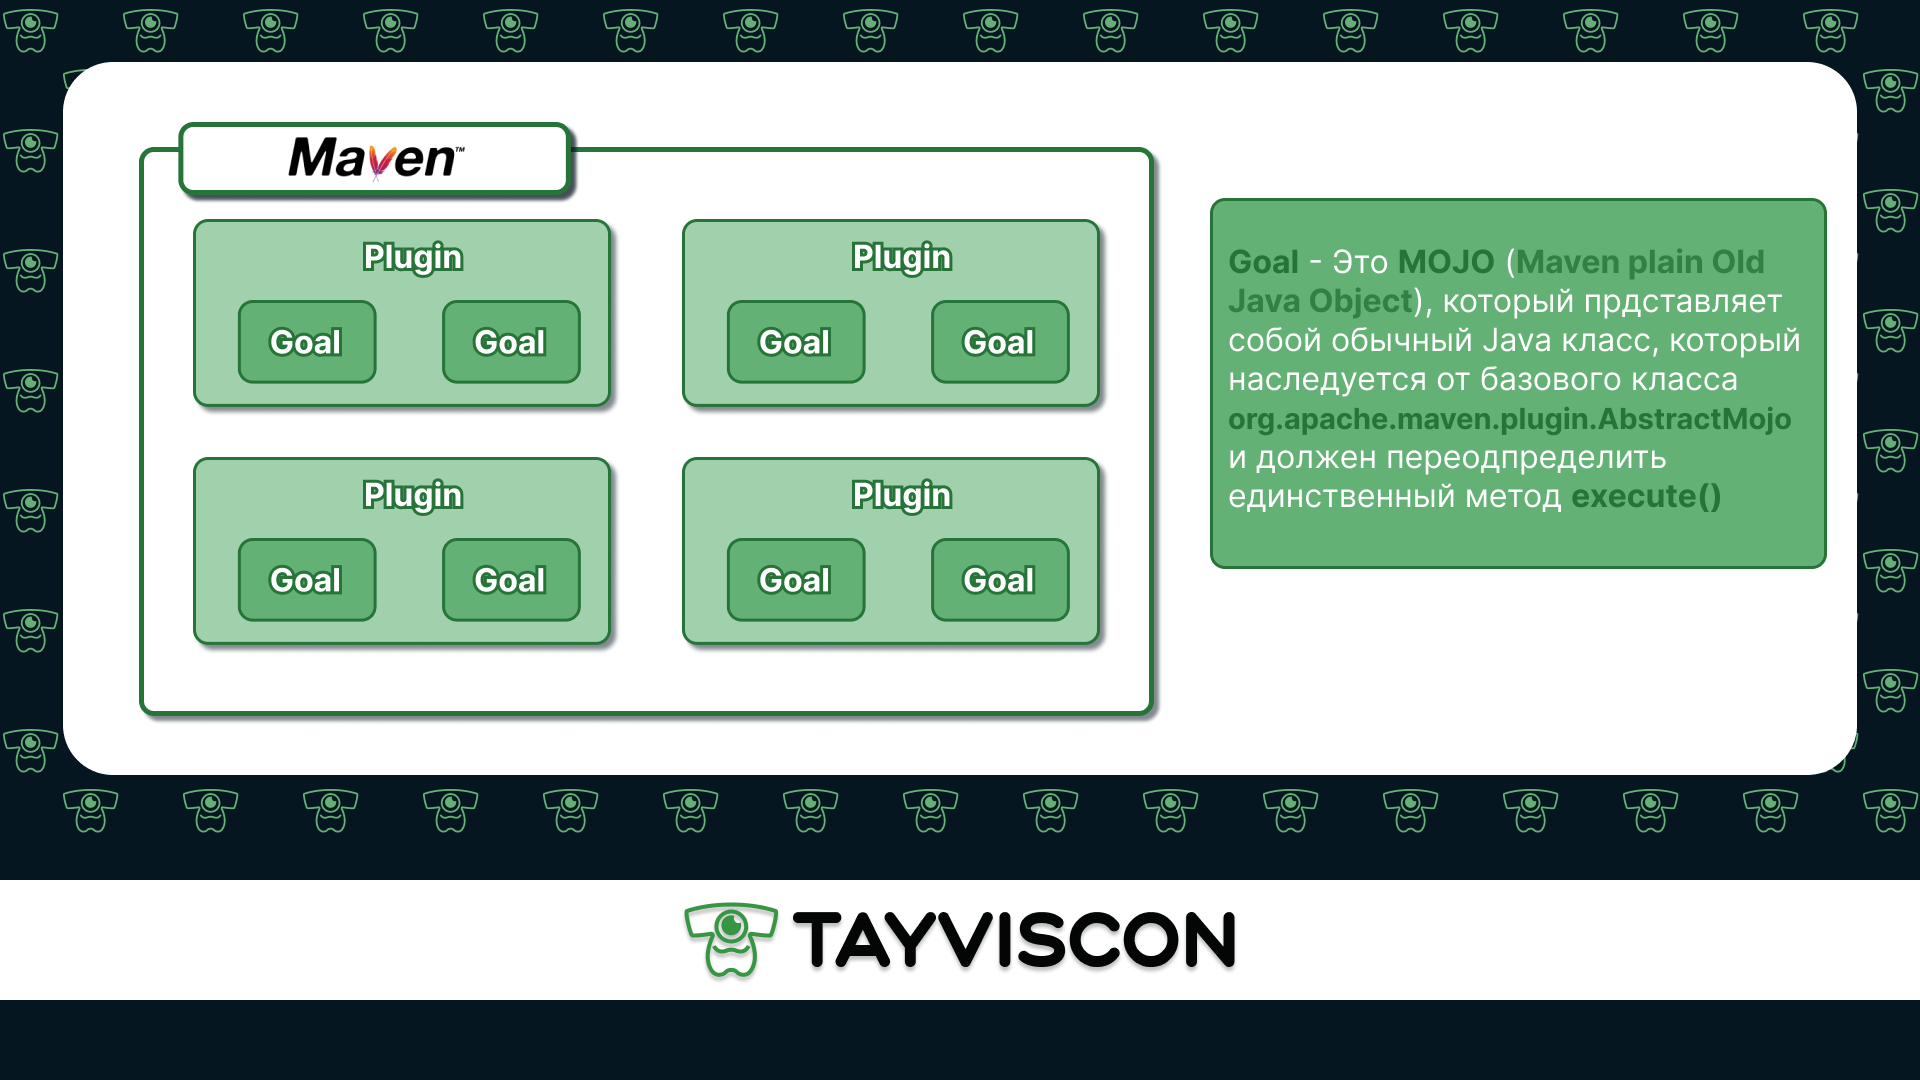 Maven™
Plugin
Goal Goal
Plugin
Goal Goal
Plugin
Goal Goal
Plugin
Goal Goal
Goal - Это MOJO (Maven plain Old
Java Object), который прдставляет
собой обычный Java класс, который
наследуется от базового класса
org.apache.maven.plugin.AbstractMojo
и должен переодпределить
единственный метод execute()
TAYVISCON